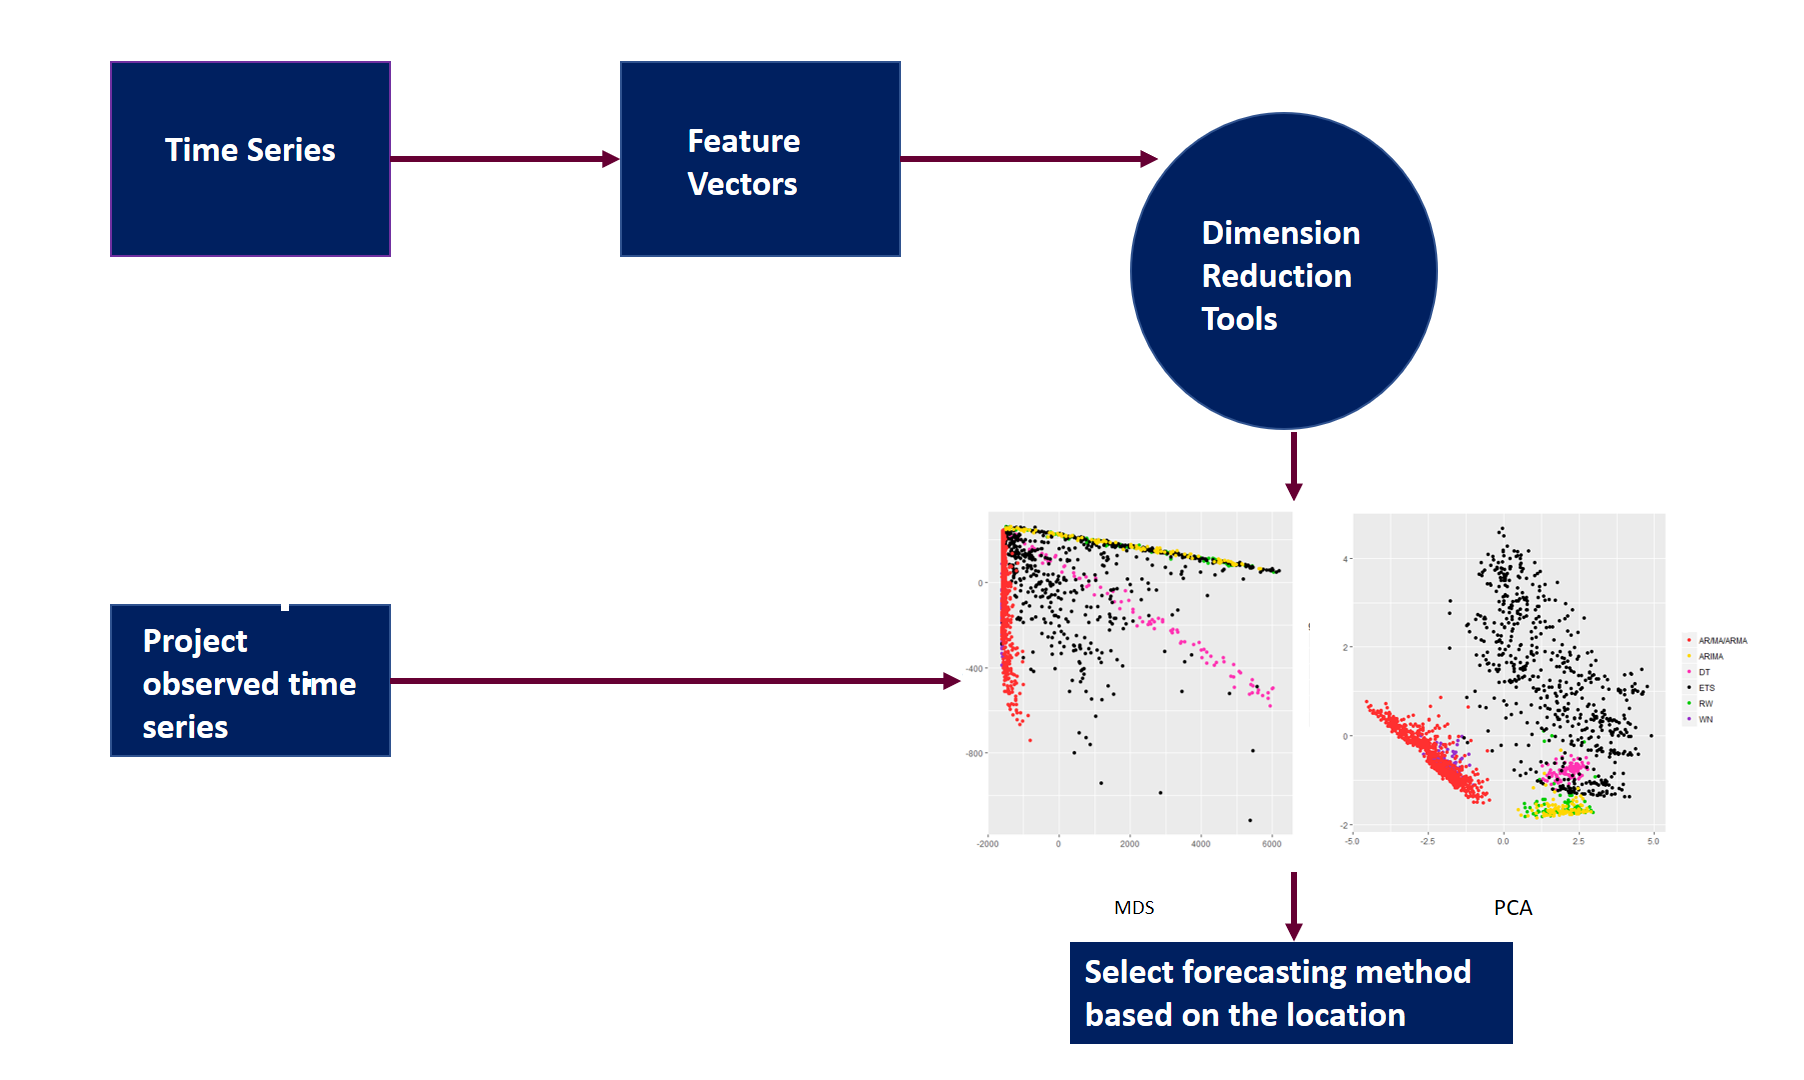 Time Series
Feature
Vectors
Dimension
Reduction
Tools
Project
observed time
series
0
-400
-800
-2000
0
2000
4000
6000
4
2
0
-2
-5.0
-2.5
0.0
2.5
5.0
AR/MA/ARMA
ARIMA
DT
ETS
RW
WN
MDS
PCA
Select forecasting method
based on the location